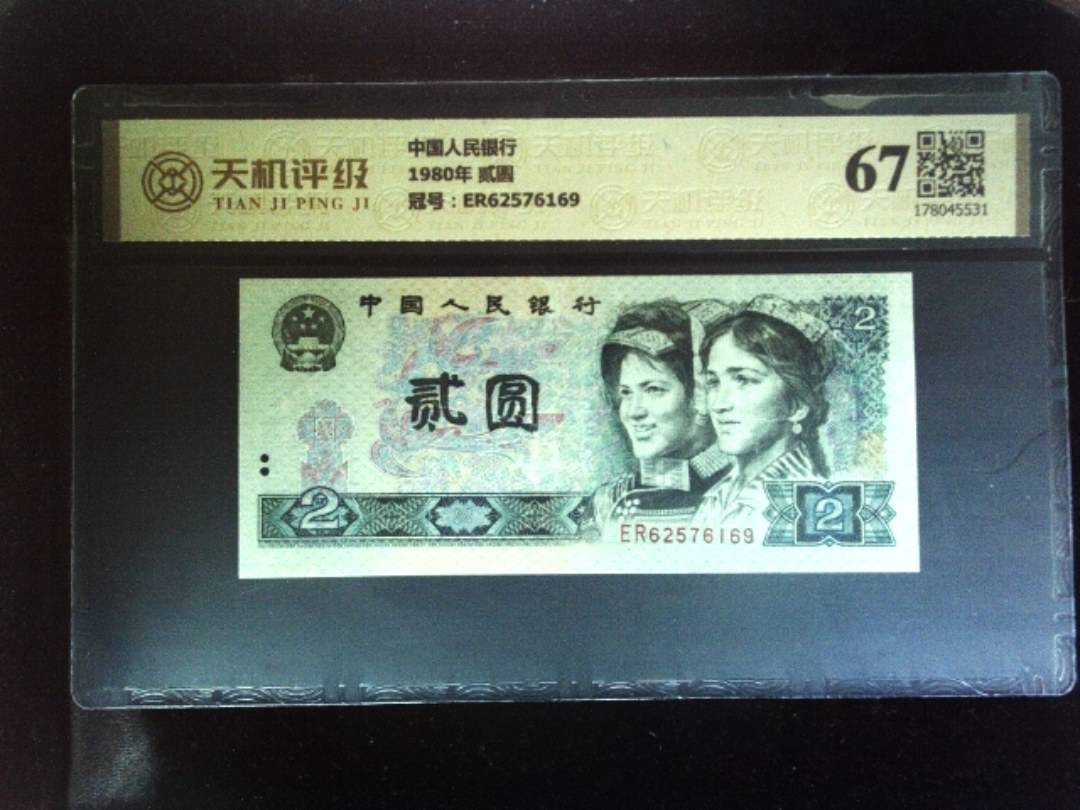 天机评级
TIAN JI PING JI
中国人民银行
1980年 贰圆
冠号：ER62576169
67
178045531
中国人民银行
2
贰圆
2
ER62576169
2